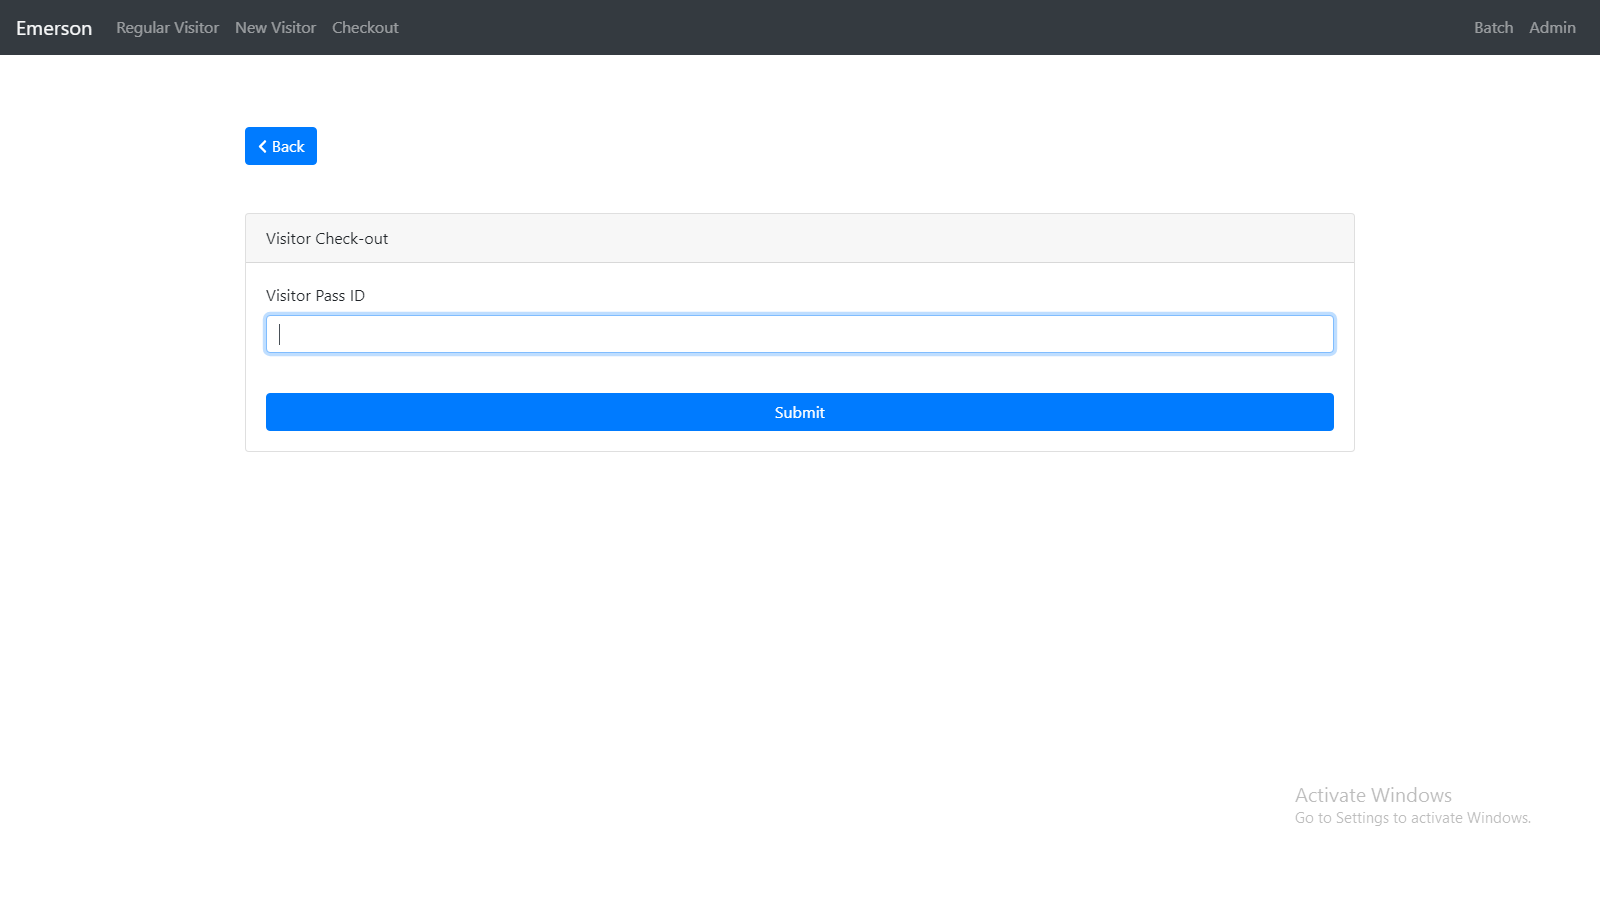 Emerson Regular Visitor New Visitor Checkout Batch Admin
Back
Visitor Check-out
Visitor Pass ID
Submit
Activate Windows
Go to Settings to activate Windows.